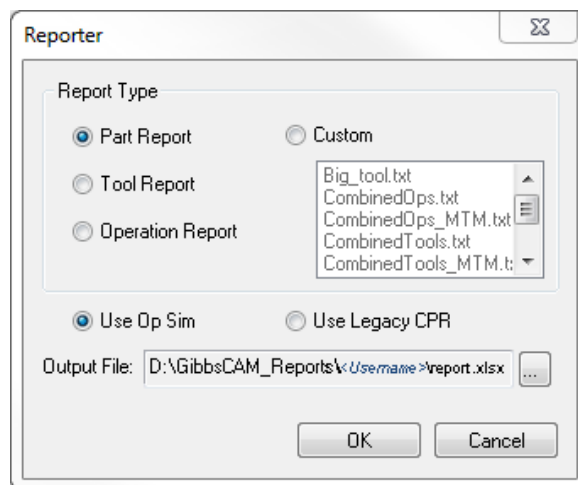 Reporter
Report Type
Part Report
Custom
Tool Report
Operation Report
Big_tool.txt
CombinedOps.txt
CombinedOps_MTM.txt
CombinedTools.txt
CombinedTools_MTM.t
Use Op Sim
Use Legacy CPR
Output File: D:\GibbsCAM_Reports\<Username>\report.xlsx ...
OK
Cancel